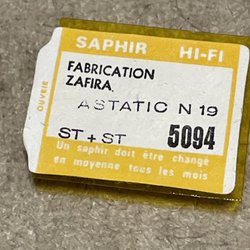 SAPHIR HI-FI
FABRICATION
ZAFIRA
ASTATIC N 19
ST + ST 5094
Un saphir doit être changé
en moyenne tous les mois
OUVRIR